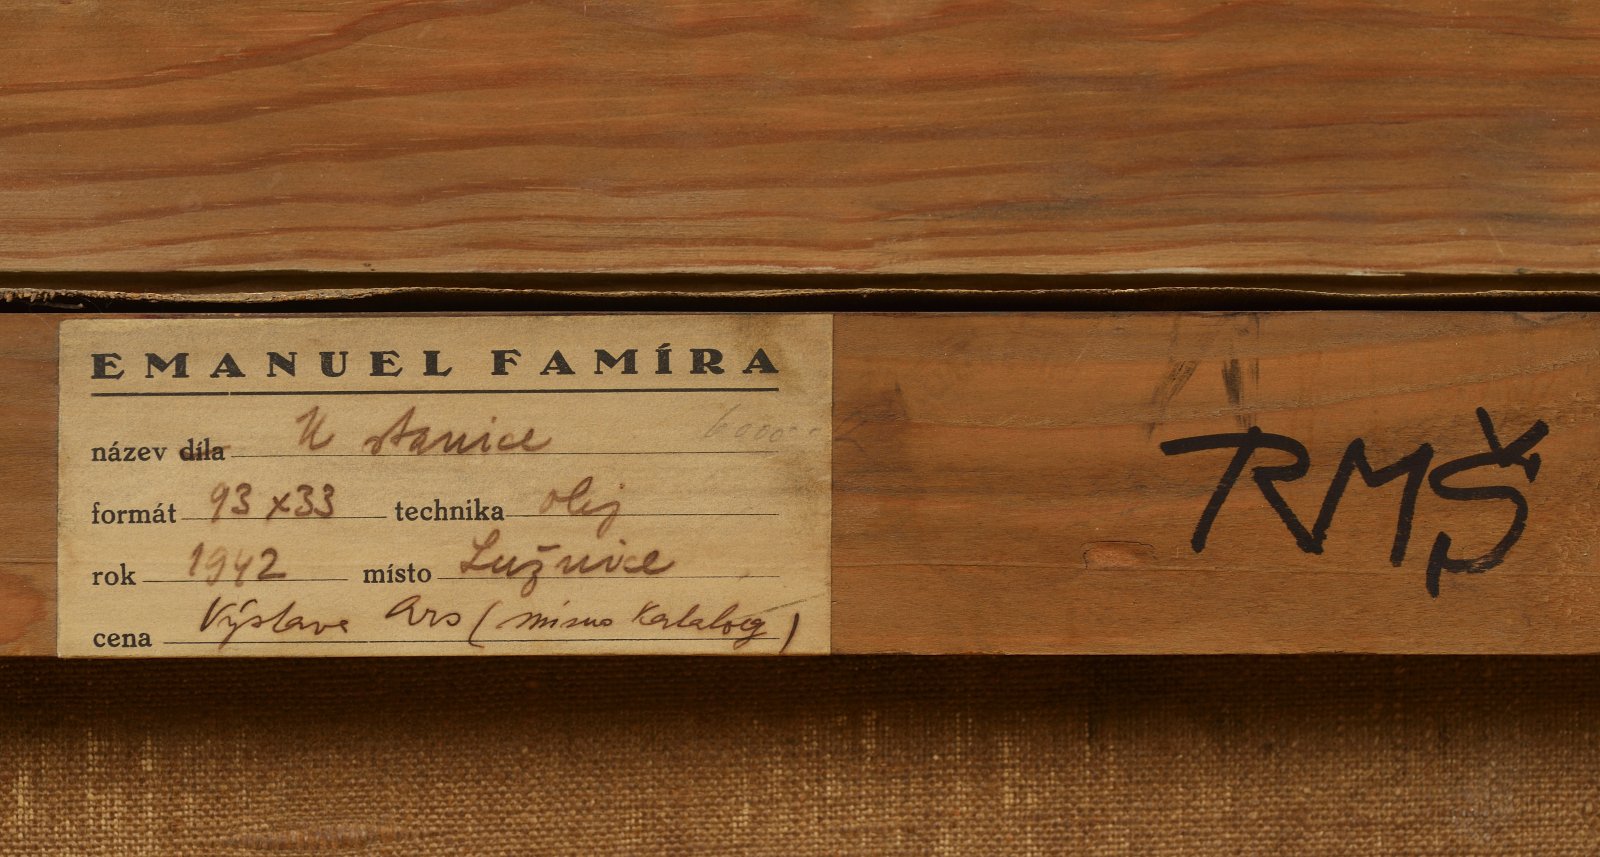 EMANUEL FAMÍRA
název díla U stanice
formát 93 x 33 technika olej
rok 1942 místo Lužnice
cena Výstava Ars ( mimo katalog )
RMŠ